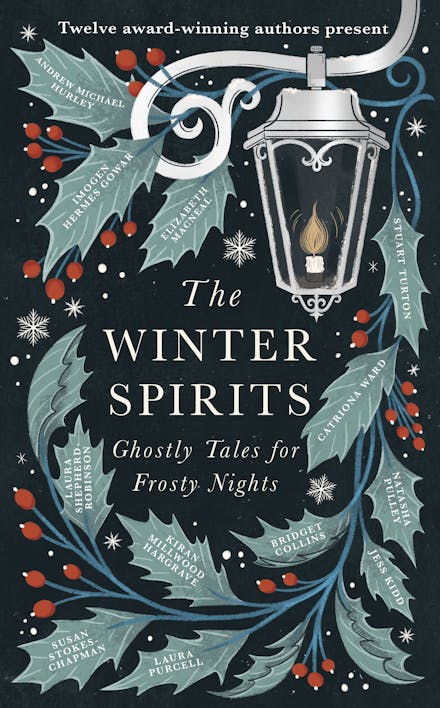 Twelve award-winning authors present
ANDREW MICHAEL
HURLEY
IMOGEN
HERMES GOWAR
ELIZABETH
MACNEAL
STUART TURTON
The
WINTER
SPIRITS
Ghostly Tales for
Frosty Nights
CATRIONA WARD
LAURA
SHEPHERD-
ROBINSON
NATASHA
PULLEY
KIRAN
MILLWOOD
HARGRAVE
BRIDGET
COLLINS
JESS KIDD
SUSAN
STOKES-
CHAPMAN
LAURA
PURCELL